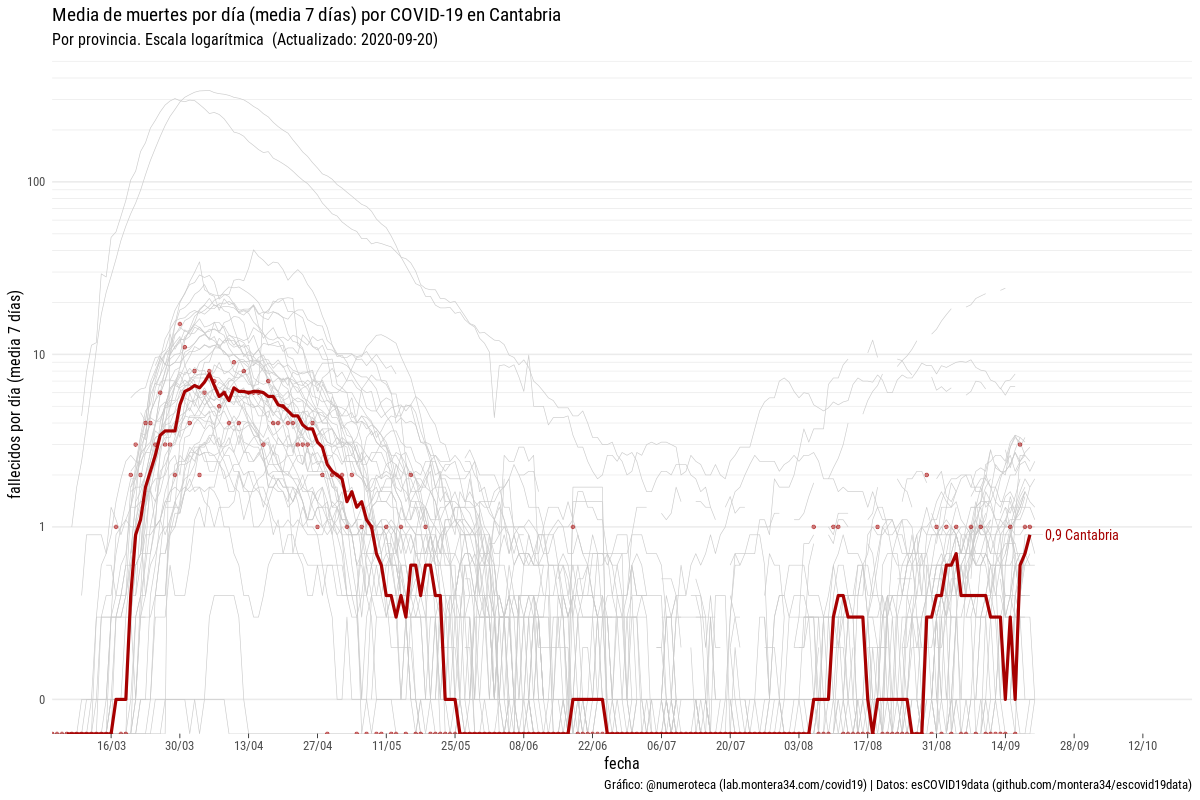 Media de muertes por día (media 7 días) por COVID-19 en Cantabria
Por provincia. Escala logarítmica (Actualizado: 2020-09-20)
fallecidos por día (media 7 días)
100
10
1
0
0,9 Cantabria
16/03 30/03 13/04 27/04 11/05 25/05 08/06 22/06 06/07 20/07 03/08 17/08 31/08 14/09 28/09 12/10
fecha
Gráfico: @numeroteca (lab.montera34.com/covid19) | Datos: esCOVID19data (github.com/montera34/escovid19data)